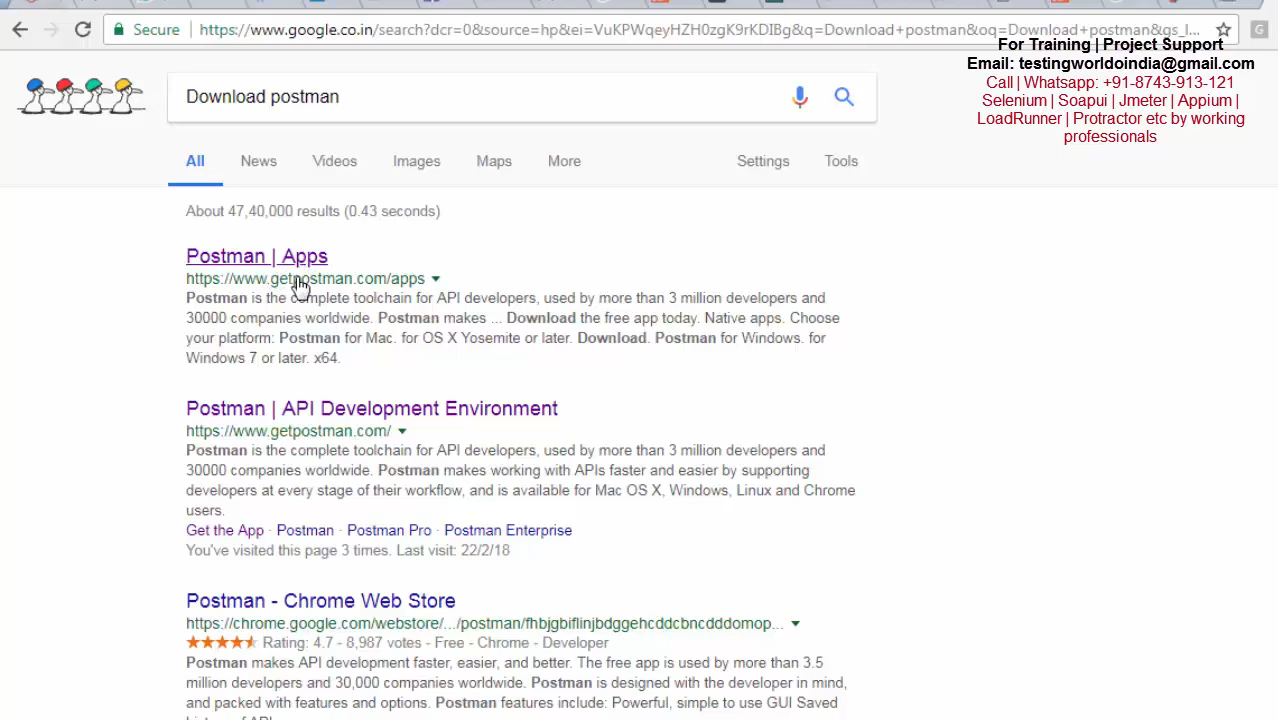 Secure https://www.google.co.in/search?dcr=0&source=hp&ei=VuKPWqeyHZH0zgK9rKDIBg&q=Download+postman&oq=Download+postman&gs_l...
For Training | Project Support
Email: testingworldoindia@gmail.com
Call | Whatsapp: +91-8743-913-121
Selenium | Soapui | Jmeter | Appium |
LoadRunner | Protractor etc by working
professionals
Download postman
All News Videos Images Maps More Settings Tools
About 47,40,000 results (0.43 seconds)
Postman | Apps
https://www.getpostman.com/apps
Postman is the complete toolchain for API developers, used by more than 3 million developers and
30000 companies worldwide. Postman makes ... Download the free app today. Native apps. Choose
your platform: Postman for Mac. for OS X Yosemite or later. Download. Postman for Windows. for
Windows 7 or later. x64.
Postman | API Development Environment
https://www.getpostman.com/
Postman is the complete toolchain for API developers, used by more than 3 million developers and
30000 companies worldwide. Postman makes working with APIs faster and easier by supporting
developers at every stage of their workflow, and is available for Mac OS X, Windows, Linux and Chrome
users.
Get the App · Postman · Postman Pro · Postman Enterprise
You've visited this page 3 times. Last visit: 22/2/18
Postman - Chrome Web Store
https://chrome.google.com/webstore/.../postman/fhbjgbiflinjbdggehcddcbncdddomop...
Rating: 4.7 - 8,987 votes - Free - Chrome - Developer
Postman makes API development faster, easier, and better. The free app is used by more than 3.5
million developers and 30,000 companies worldwide. Postman is designed with the developer in mind,
and packed with features and options. Postman features include: Powerful, simple to use GUI Saved